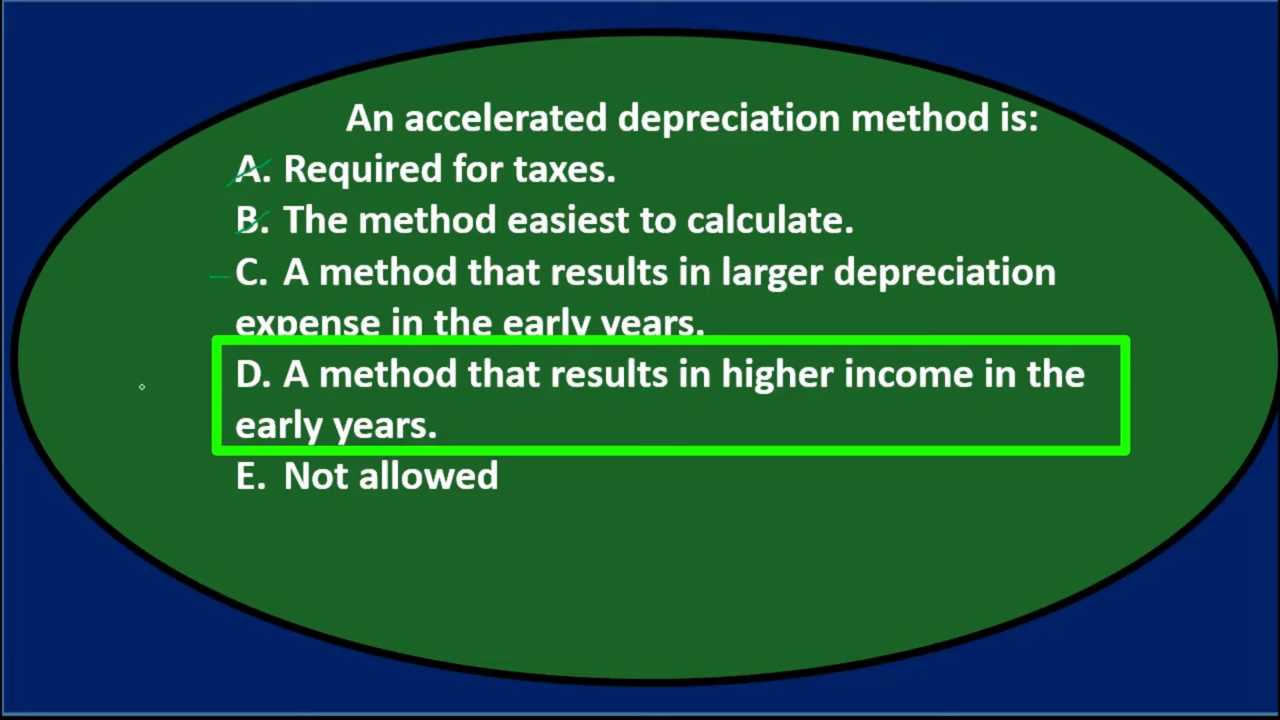 An accelerated depreciation method is:
A. Required for taxes.
B. The method easiest to calculate.
C. A method that results in larger depreciation
expense in the early years.
D. A method that results in higher income in the
early years.
E. Not allowed